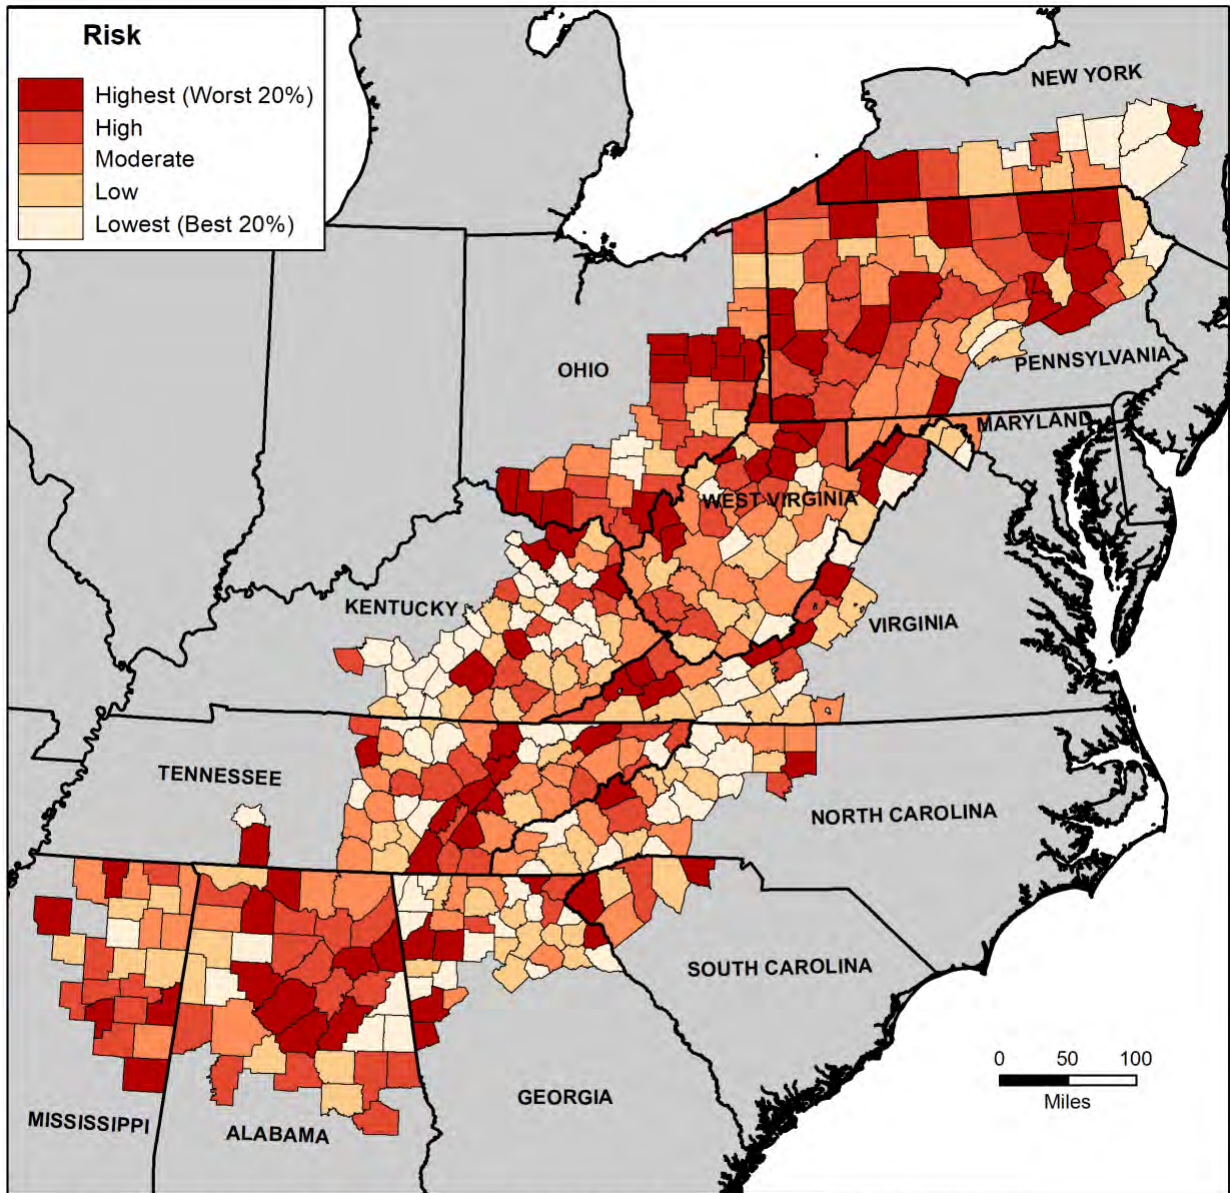 Risk
Highest (Worst 20%)
High
Moderate
Low
Lowest (Best 20%)
NEW YORK
OHIO
PENNSYLVANIA
MARYLAND
WEST VIRGINIA
KENTUCKY
VIRGINIA
TENNESSEE
NORTH CAROLINA
SOUTH CAROLINA
0 50 100
Miles
GEORGIA
MISSISSIPPI
ALABAMA